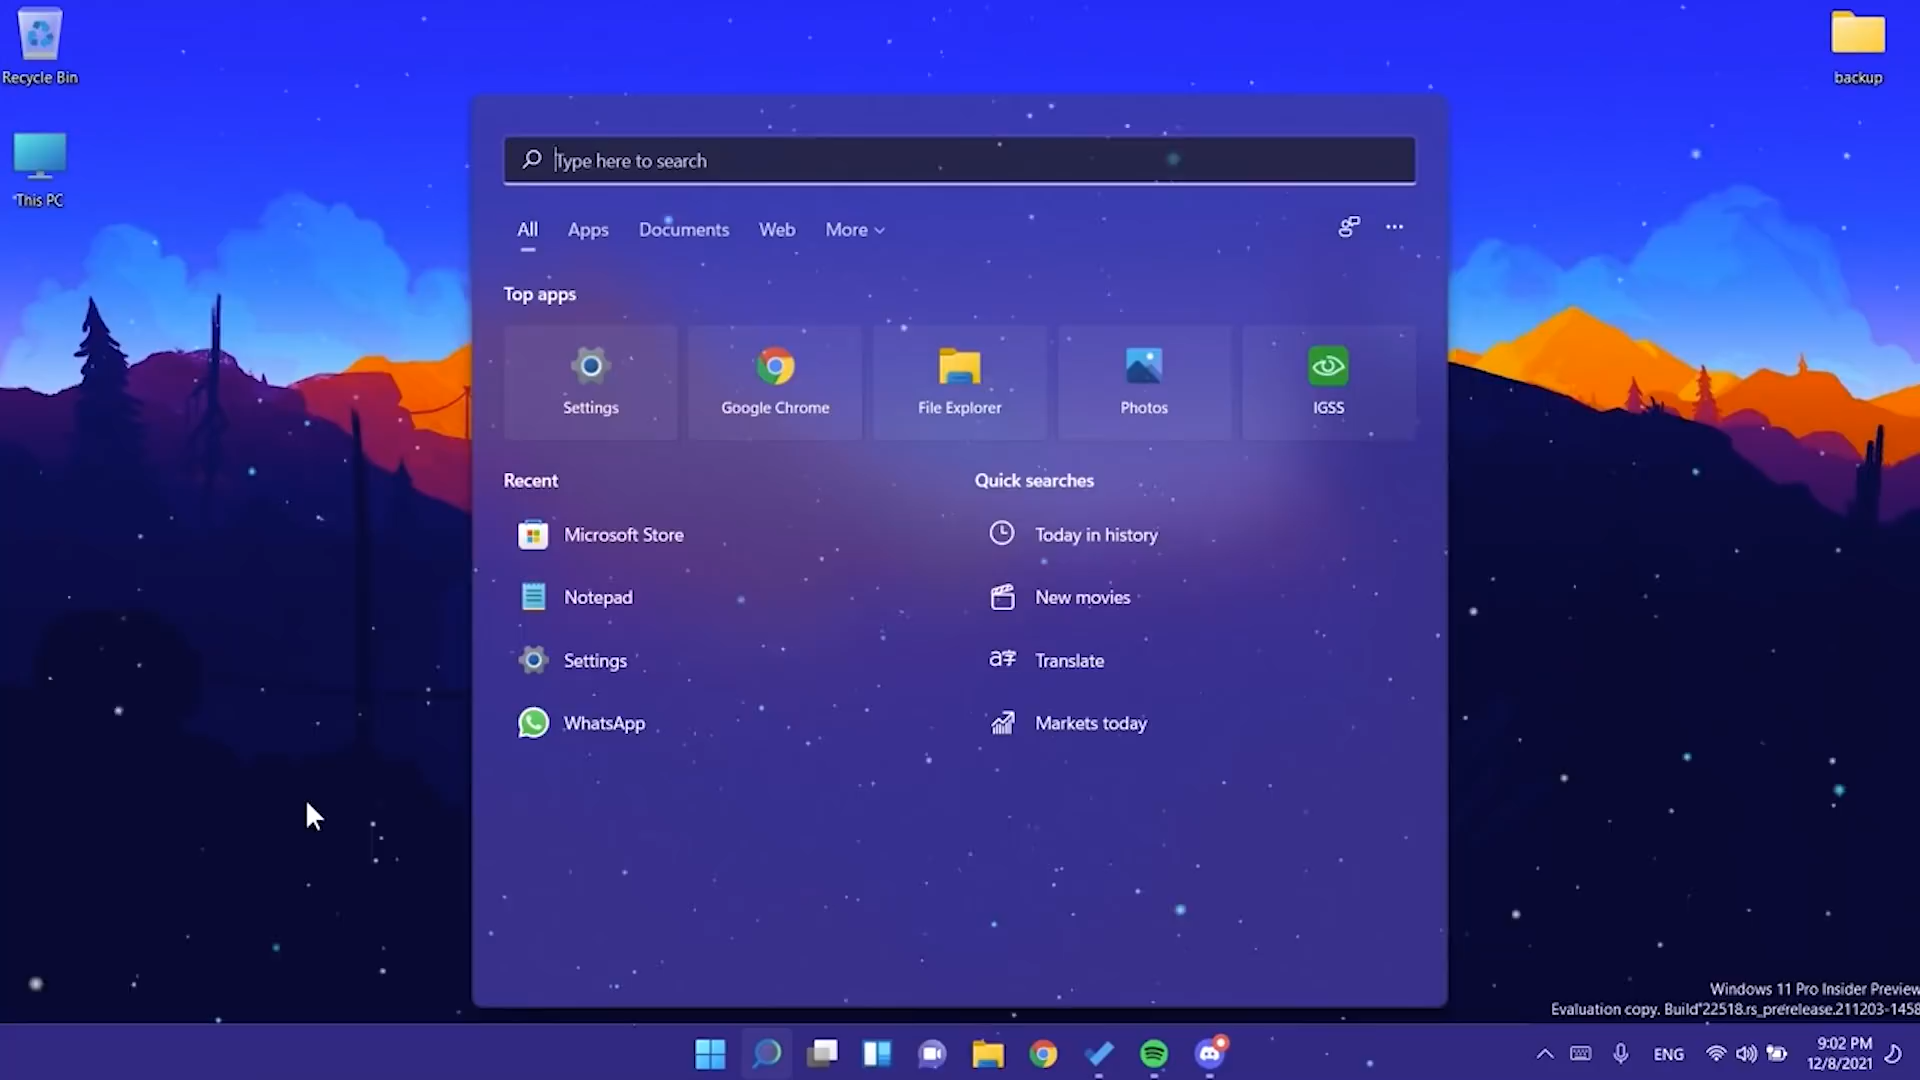 Recycle Bin
backup
This PC
Type here to search
All Apps Documents Web More
Top apps
Settings Google Chrome File Explorer Photos IGSS
Recent
Quick searches
Microsoft Store
Today in history
Notepad
New movies
Settings
Translate
WhatsApp
Markets today
Windows 11 Pro Insider Preview
Evaluation copy. Build 22518.rs_prerelease.211203-1458
ENG
9:02 PM
12/8/2021